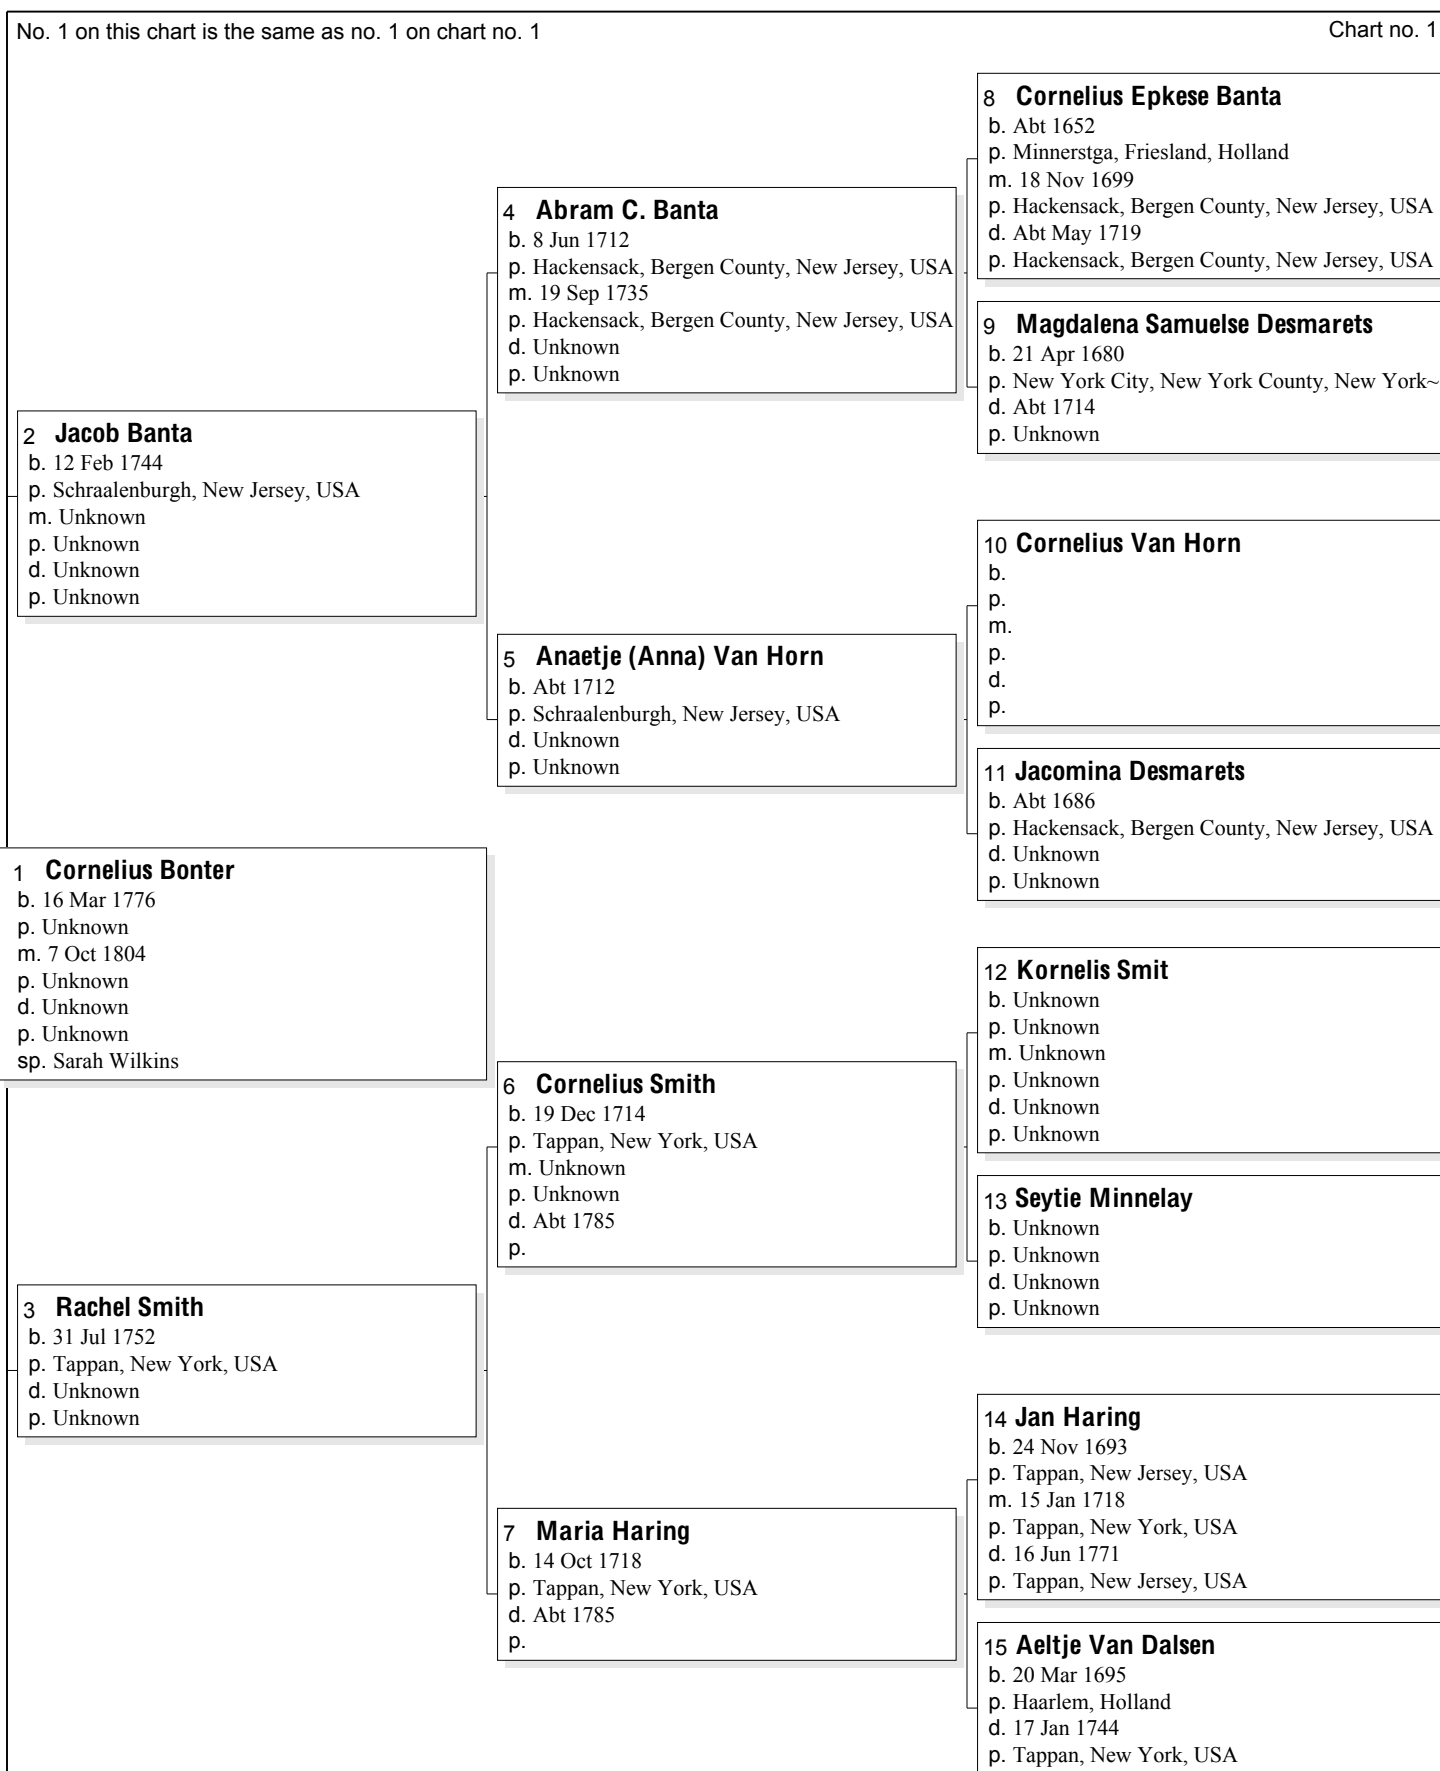 No. 1 on this chart is the same as no. 1 on chart no. 1
Chart no. 1
8 Cornelius Epkese Banta
b. Abt 1652
p. Minnerstga, Friesland, Holland
m. 18 Nov 1699
p. Hackensack, Bergen County, New Jersey, USA
d. Abt May 1719
p. Hackensack, Bergen County, New Jersey, USA
4 Abram C. Banta
b. 8 Jun 1712
p. Hackensack, Bergen County, New Jersey, USA
m. 19 Sep 1735
p. Hackensack, Bergen County, New Jersey, USA
d. Unknown
p. Unknown
9 Magdalena Samuelse Desmarets
b. 21 Apr 1680
p. New York City, New York County, New York~
d. Abt 1714
p. Unknown
2 Jacob Banta
b. 12 Feb 1744
p. Schraalenburgh, New Jersey, USA
m. Unknown
p. Unknown
d. Unknown
p. Unknown
10 Cornelius Van Horn
b.
p.
m.
p.
d.
p.
5 Anaetje (Anna) Van Horn
b. Abt 1712
p. Schraalenburgh, New Jersey, USA
d. Unknown
p. Unknown
11 Jacomina Desmarets
b. Abt 1686
p. Hackensack, Bergen County, New Jersey, USA
d. Unknown
p. Unknown
1 Cornelius Bonter
b. 16 Mar 1776
p. Unknown
m. 7 Oct 1804
p. Unknown
d. Unknown
p. Unknown
sp. Sarah Wilkins
12 Kornelis Smit
b. Unknown
p. Unknown
m. Unknown
p. Unknown
d. Unknown
p. Unknown
6 Cornelius Smith
b. 19 Dec 1714
p. Tappan, New York, USA
m. Unknown
p. Unknown
d. Abt 1785
p.
13 Seytie Minnelay
b. Unknown
p. Unknown
d. Unknown
p. Unknown
3 Rachel Smith
b. 31 Jul 1752
p. Tappan, New York, USA
d. Unknown
p. Unknown
14 Jan Haring
b. 24 Nov 1693
p. Tappan, New Jersey, USA
m. 15 Jan 1718
p. Tappan, New York, USA
d. 16 Jun 1771
p. Tappan, New Jersey, USA
7 Maria Haring
b. 14 Oct 1718
p. Tappan, New York, USA
d. Abt 1785
p.
15 Aeltje Van Dalsen
b. 20 Mar 1695
p. Haarlem, Holland
d. 17 Jan 1744
p. Tappan, New York, USA